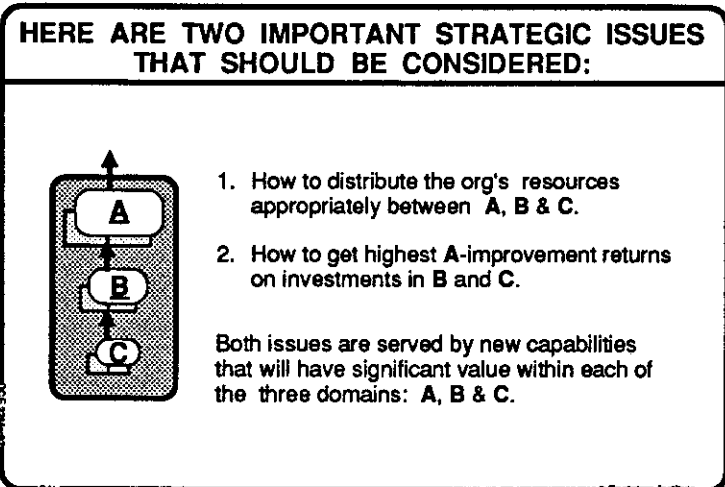 HERE ARE TWO IMPORTANT STRATEGIC ISSUES
THAT SHOULD BE CONSIDERED:
A
B
C
1. How to distribute the org's resources
appropriately between A, B & C.
2. How to get highest A-improvement returns
on investments in B and C.
Both issues are served by new capabilities
that will have significant value within each of
the three domains: A, B & C.